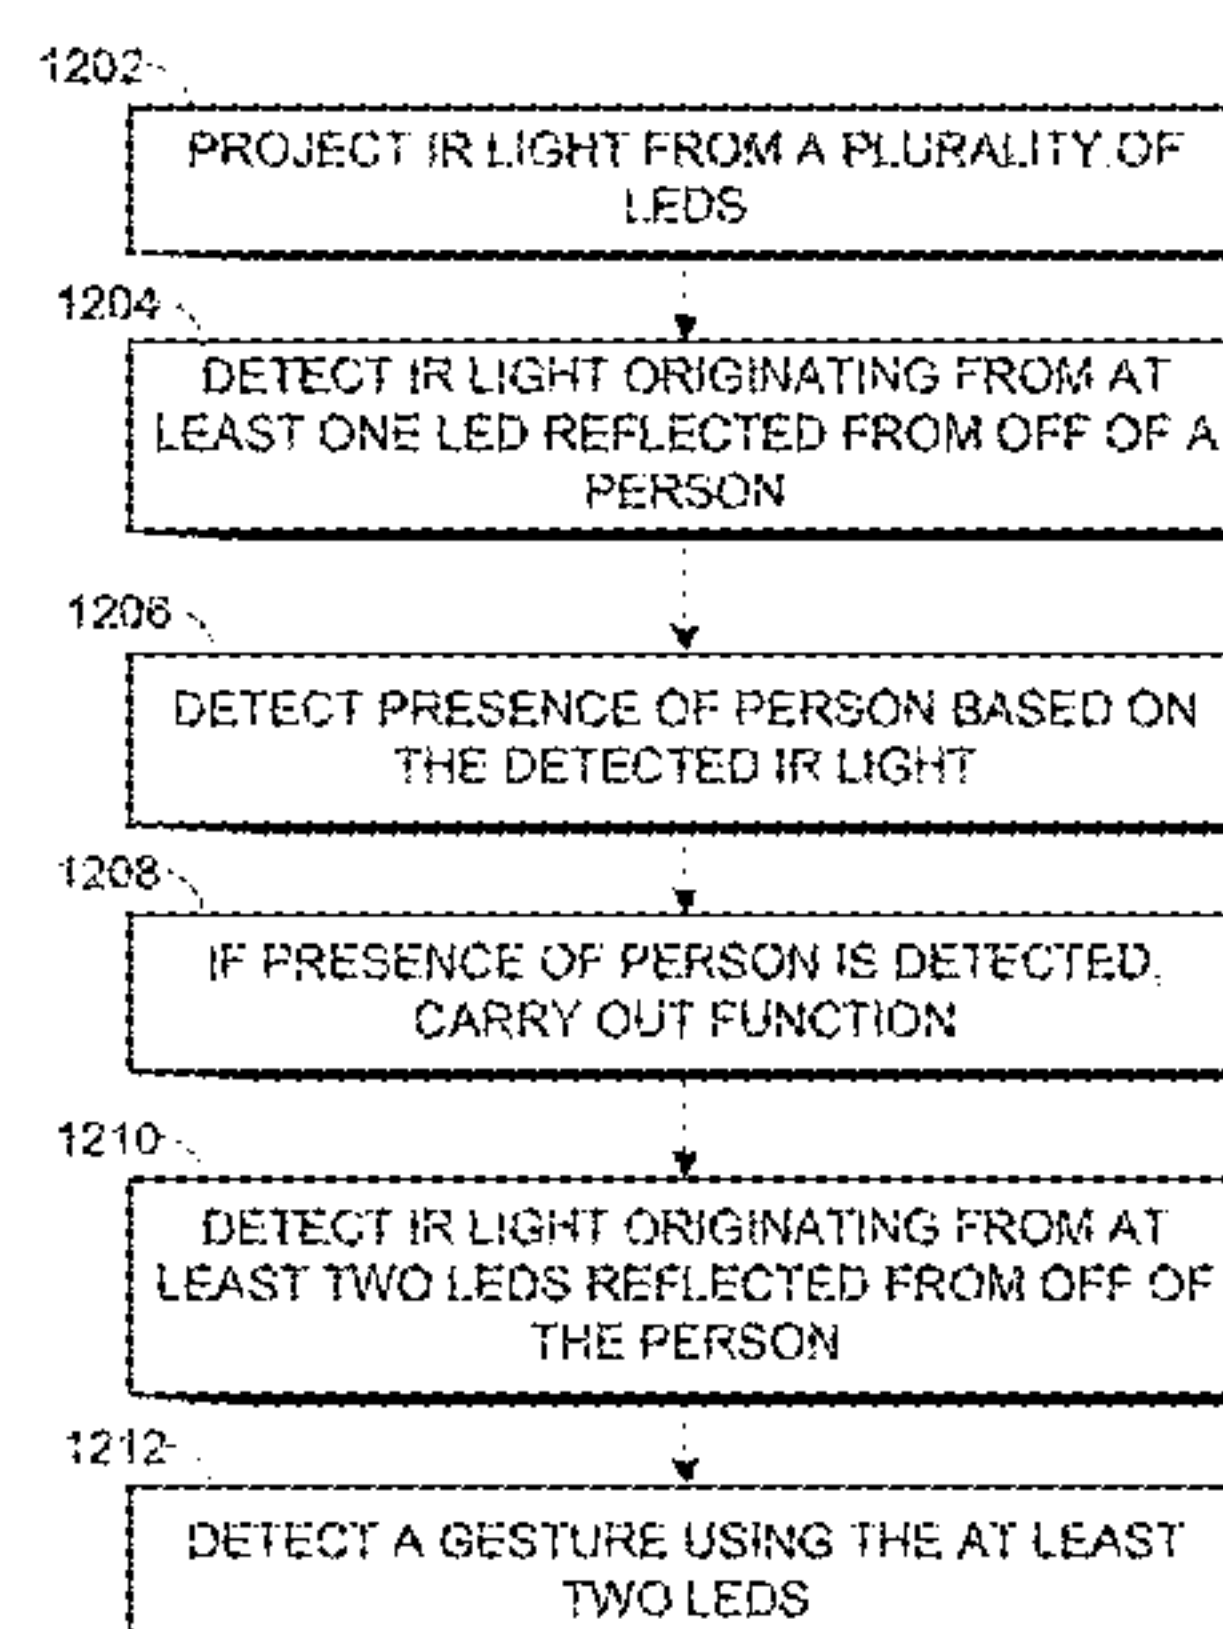 1202
PROJECT IR LIGHT FROM A PLURALITY OF
LEDS
1204
DETECT IR LIGHT ORIGINATING FROM AT
LEAST ONE LED REFLECTED FROM OFF OF A
PERSON
1206
DETECT PRESENCE OF PERSON BASED ON
THE DETECTED IR LIGHT
1208
IF PRESENCE OF PERSON IS DETECTED,
CARRY OUT FUNCTION
1210
DETECT IR LIGHT ORIGINATING FROM AT
LEAST TWO LEDS REFLECTED FROM OFF OF
THE PERSON
1212
DETECT A GESTURE USING THE AT LEAST
TWO LEDS